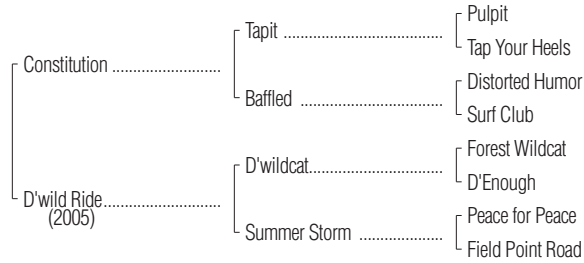 Pulpit
Tapit ........................
Tap Your Heels
Constitution ........................
Distorted Humor
Baffled ........................
Surf Club
Forest Wildcat
D'wildcat........................
D'Enough
D'wild Ride........................
(2005)
Peace for Peace
Summer Storm ........................
Field Point Road